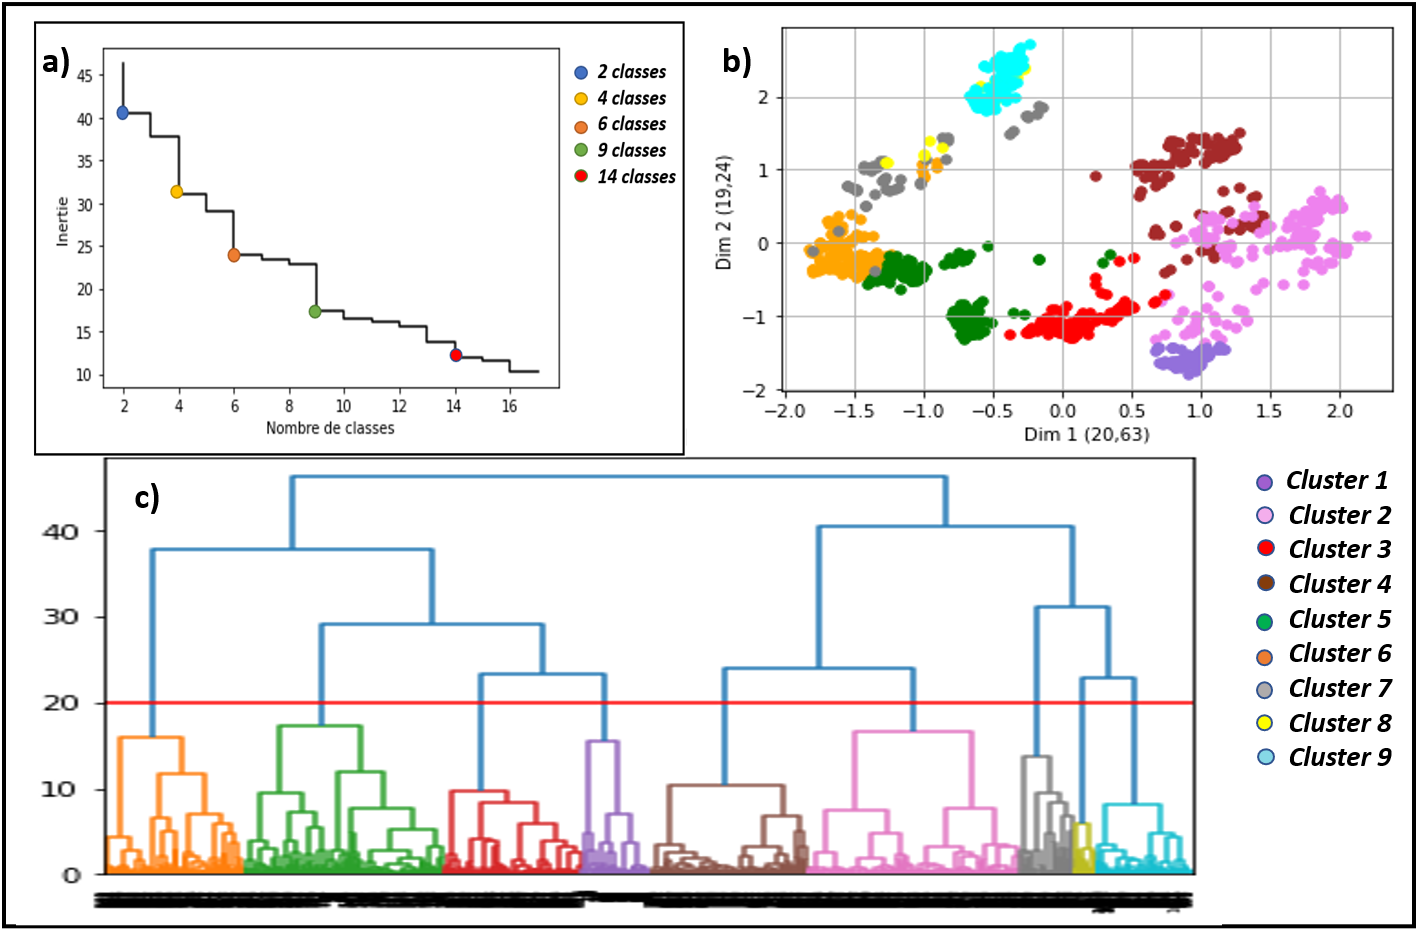 a)
45
40
35
30
25
20
15
10
Inertie
2 4 6 8 10 12 14 16
Nombre de classes
2 classes
4 classes
6 classes
9 classes
14 classes
b)
2
1
0
−1
−2
Dim 2 (19,24)
−2.0 −1.5 −1.0 −0.5 0.0 0.5 1.0 1.5 2.0
Dim 1 (20,63)
c)
40
30
20
10
0
Cluster 1
Cluster 2
Cluster 3
Cluster 4
Cluster 5
Cluster 6
Cluster 7
Cluster 8
Cluster 9